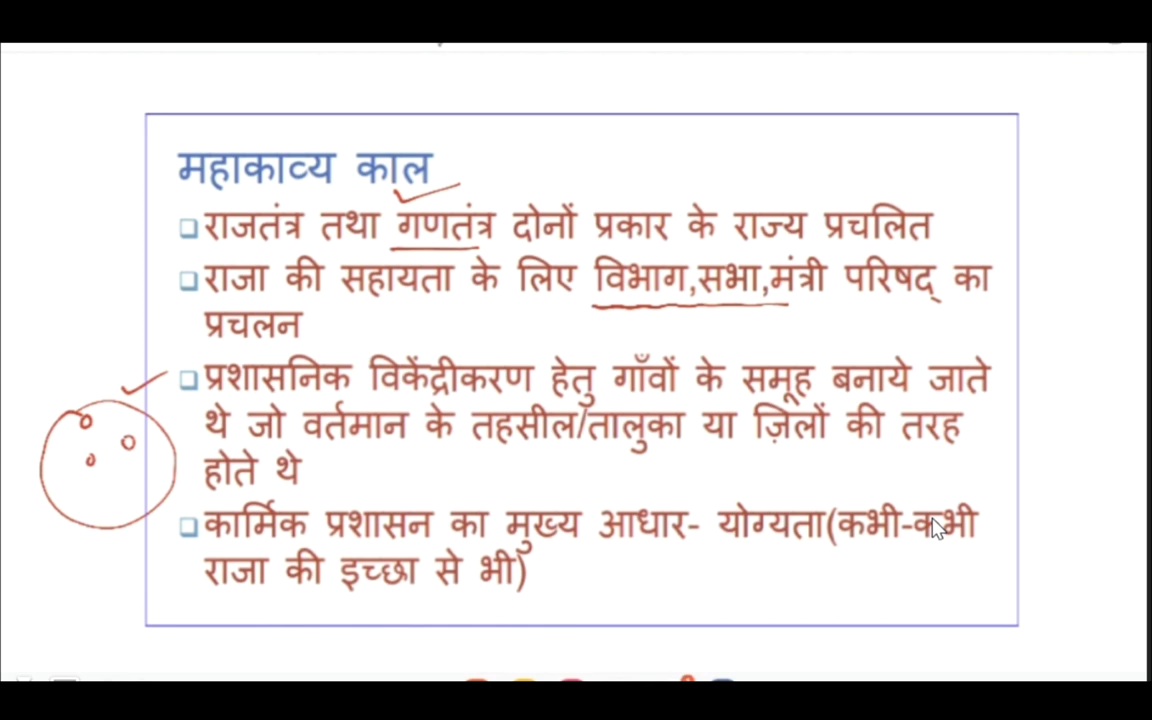 महाकाव्य काल
राजतंत्र तथा गणतंत्र दोनों प्रकार के राज्य प्रचलित
राजा की सहायता के लिए विभाग,सभा,मंत्री परिषद् का
प्रचलन
प्रशासनिक विकेंद्रीकरण हेतु गाँवों के समूह बनाये जाते
थे जो वर्तमान के तहसील/तालुका या ज़िलों की तरह
होते थे
कार्मिक प्रशासन का मुख्य आधार- योग्यता(कभी-कभी
राजा की इच्छा से भी)